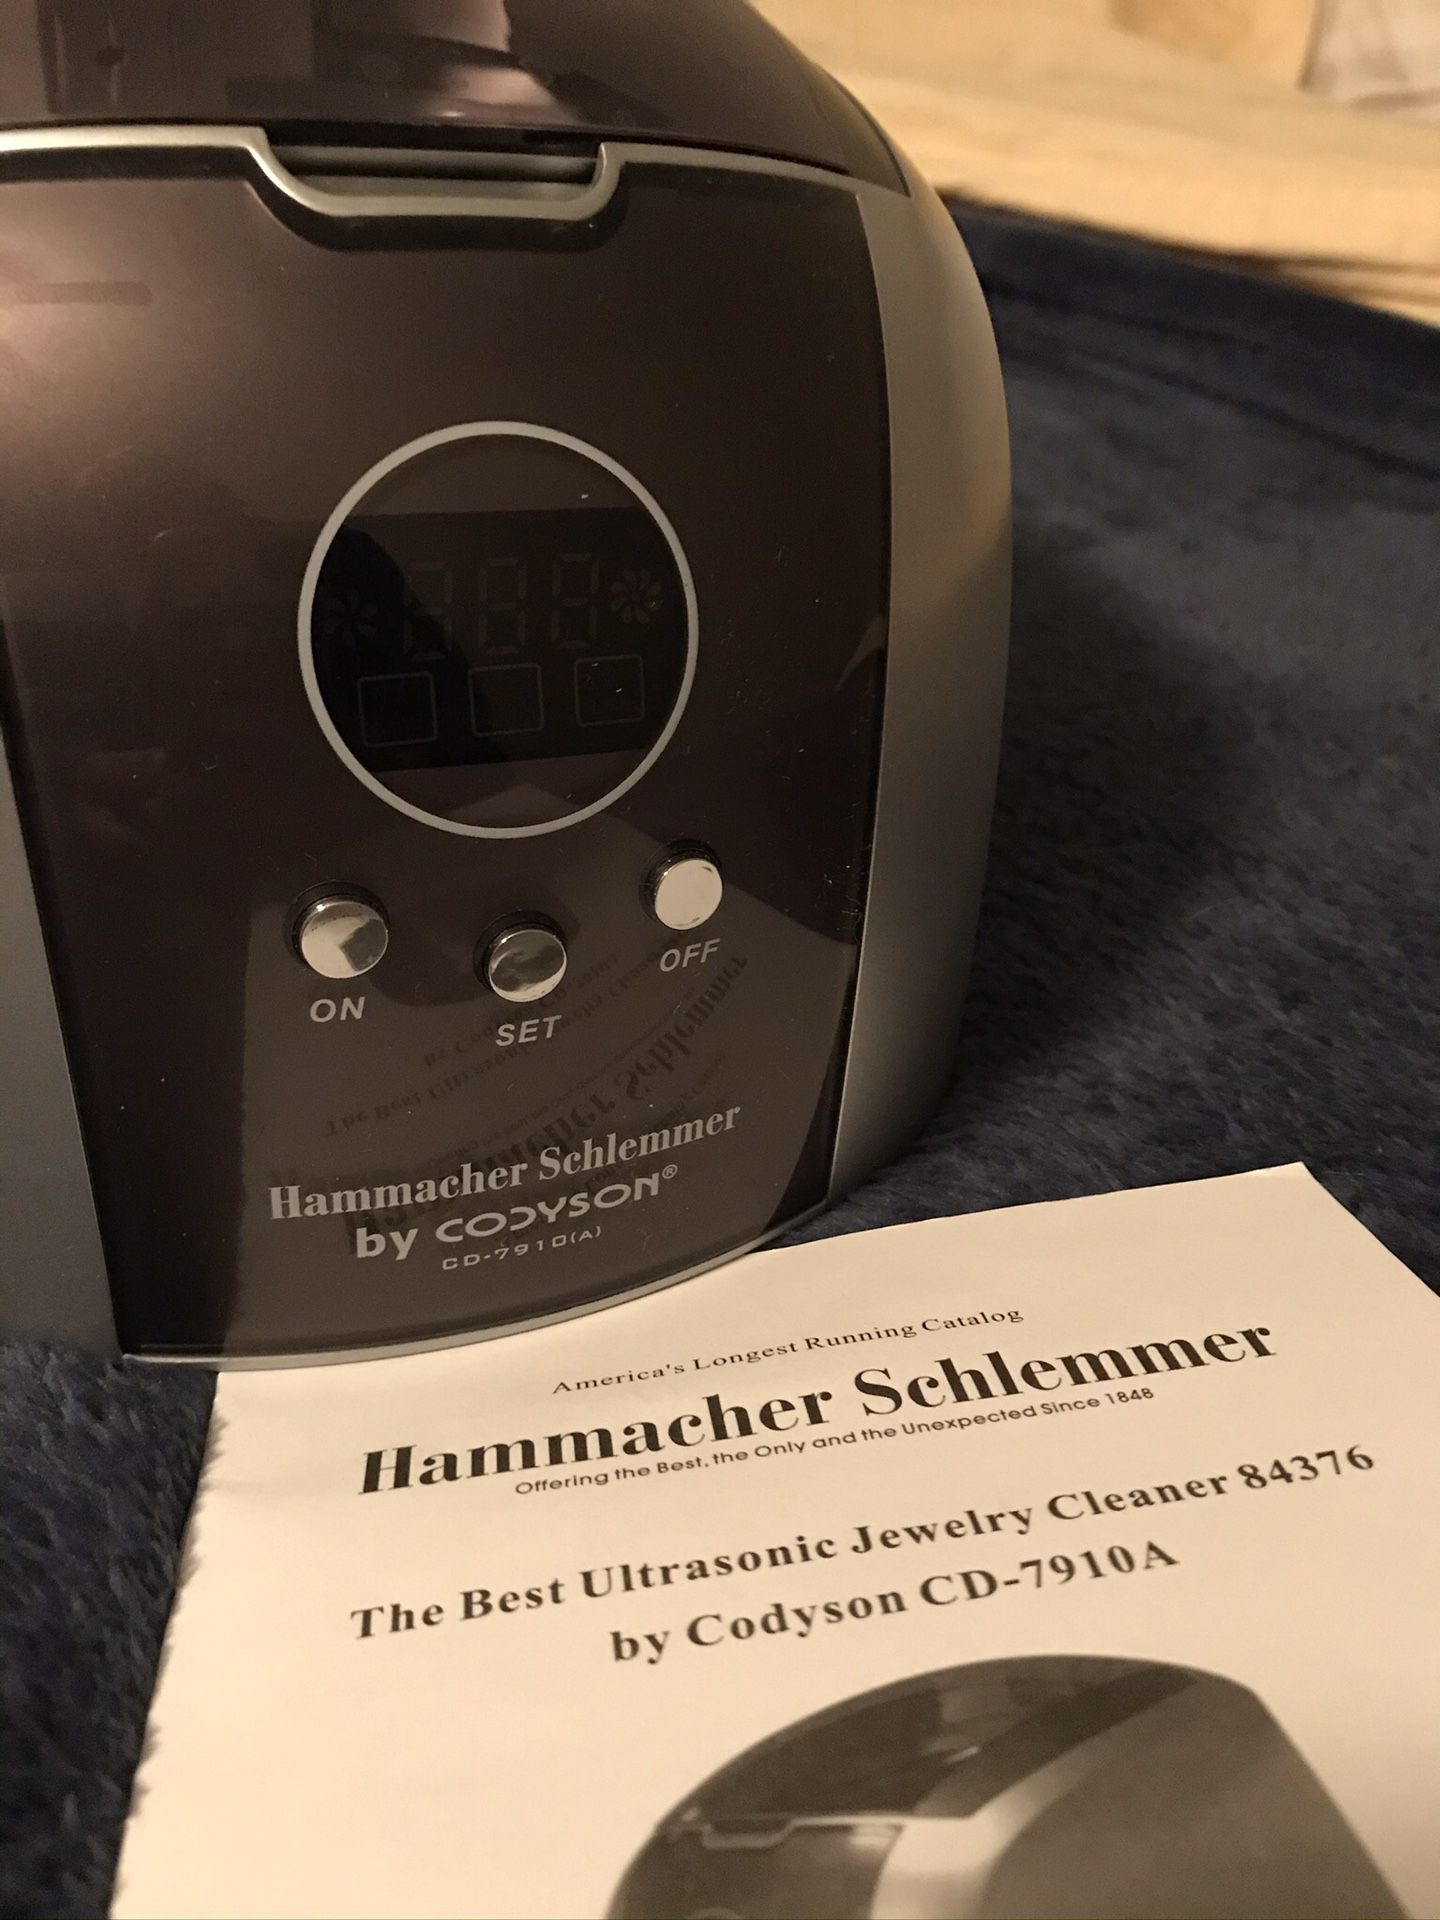 ON
SET
OFF
Hammacher Schlemmer
by CODYSON®
CD-7910(A)
America's Longest Running Catalog
Hammacher Schlemmer
Offering the Best, the Only and the Unexpected Since 1848
The Best Ultrasonic Jewelry Cleaner 84376
by Codyson CD-7910A